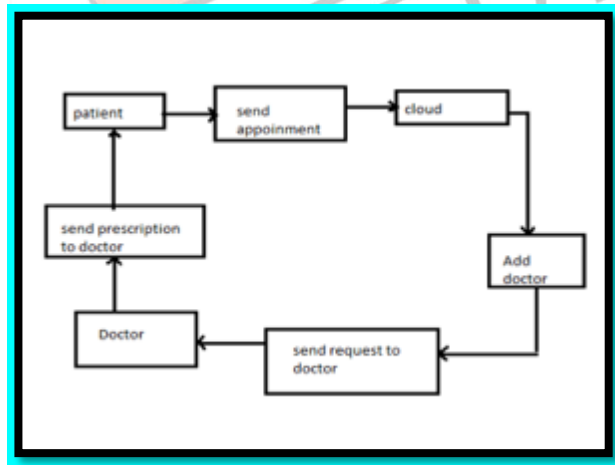 patient
send
appoinment
cloud
send prescription
to doctor
Add
doctor
Doctor
send request to
doctor